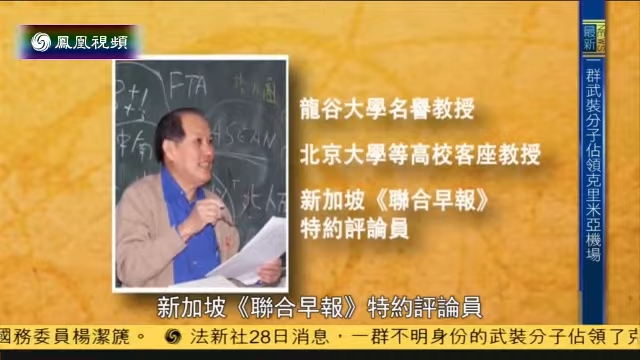 鳳凰視頻
最新
一群武裝分子佔領克里米亞機場
龍谷大學名譽教授
北京大學等高校客座教授
新加坡《聯合早報》
特約評論員
FTA
ASEAN
新加坡《聯合早報》特約評論員
國務委員楊潔篪。 法新社28日消息，一群不明身份的武裝分子佔領了克